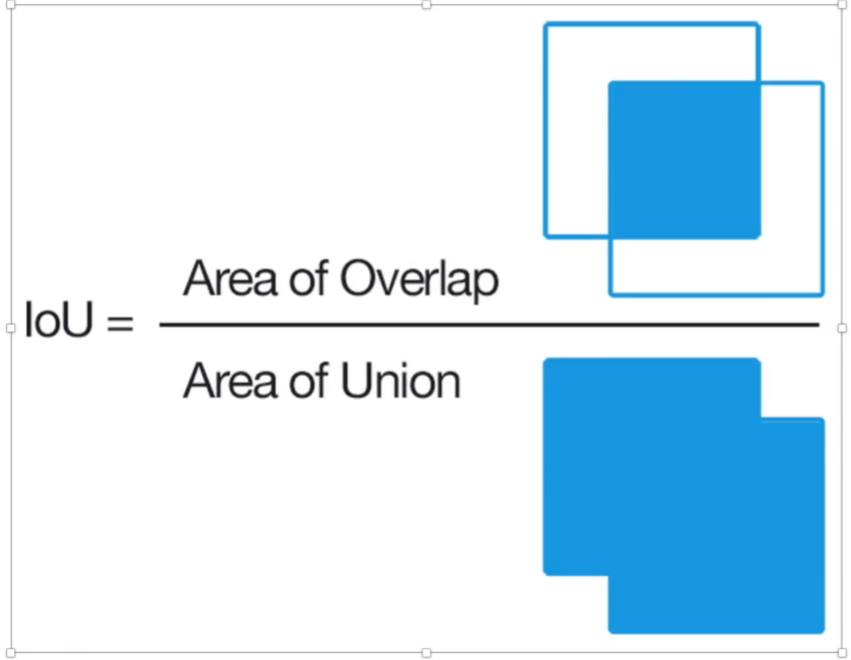 Area of Overlap
IoU =
Area of Union